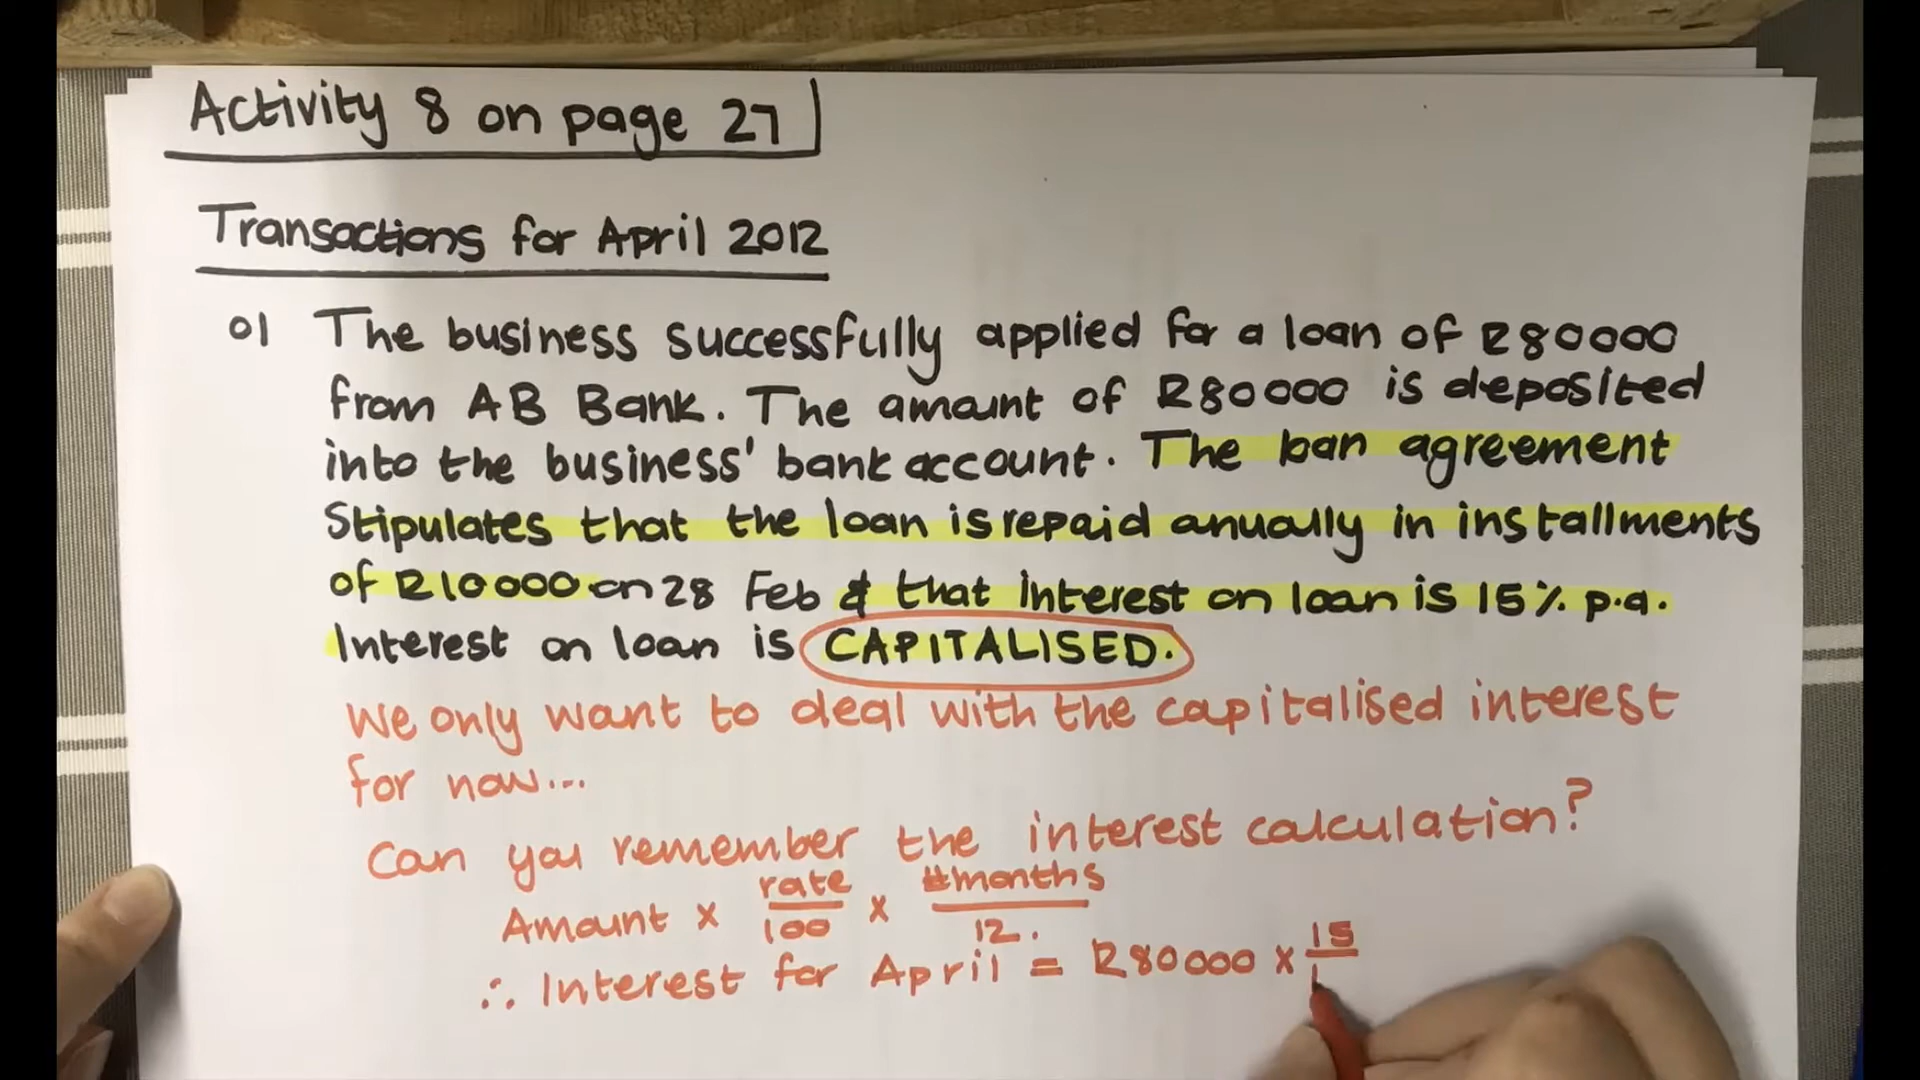 Activity 8 on page 27
Transactions for April 2012
01 The business successfully applied for a loan of R80000
from AB Bank. The amount of R80000 is deposited
into the business' bank account. The loan agreement
Stipulates that the loan is repaid anually in installments
of R10000 on 28 Feb & that interest on loan is 15% p.a.
Interest on loan is CAPITALISED.
We only want to deal with the capitalised interest
for now...
Can you remember the interest calculation?
Amount × rate/100 × #months/12.
∴ Interest for April = R80000 × 15/1